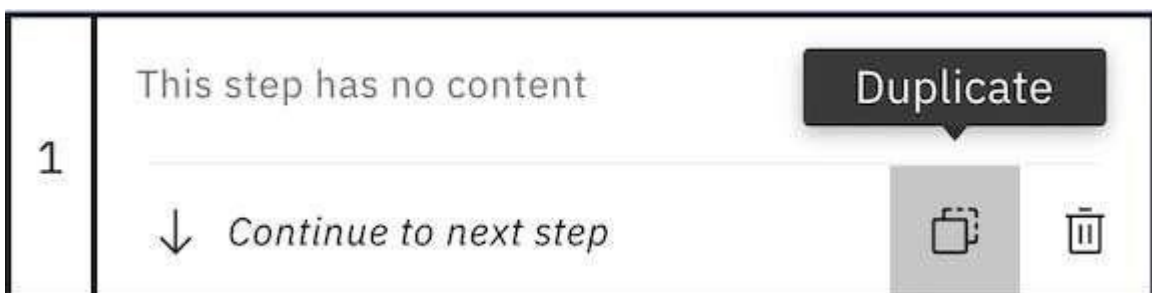 This step has no content
Duplicate
1
Continue to next step